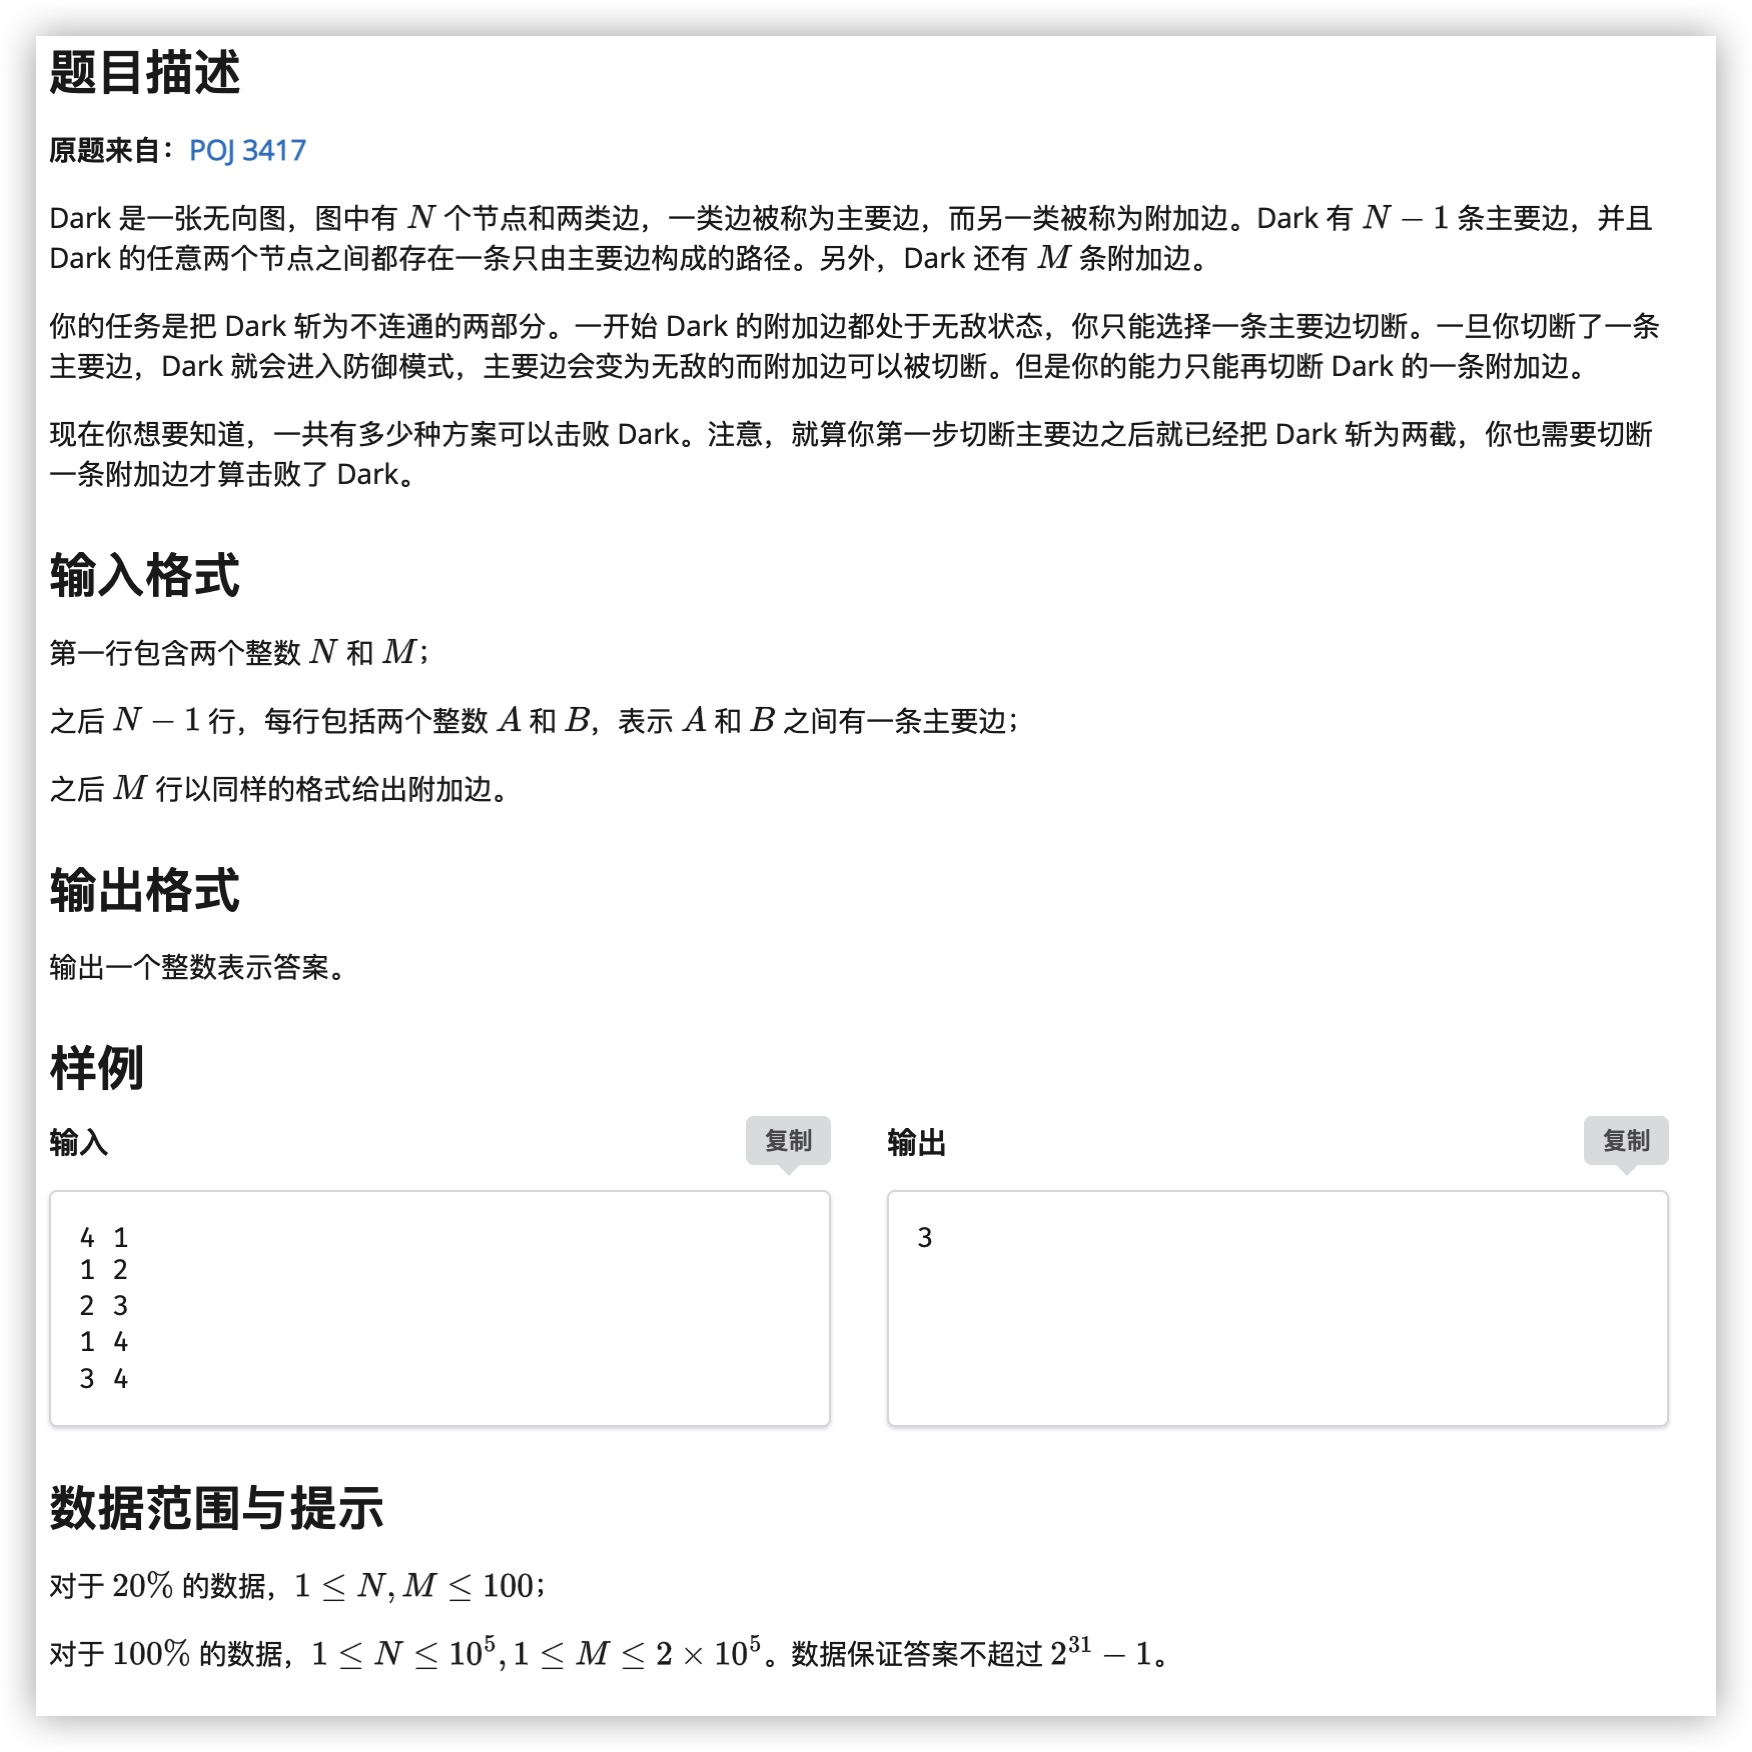 题目描述
原题来自：POJ 3417
Dark 是一张无向图，图中有 N 个节点和两类边，一类边被称为主要边，而另一类被称为附加边。Dark 有 N − 1 条主要边，并且
Dark 的任意两个节点之间都存在一条只由主要边构成的路径。另外，Dark 还有 M 条附加边。
你的任务是把 Dark 斩为不连通的两部分。一开始 Dark 的附加边都处于无敌状态，你只能选择一条主要边切断。一旦你切断了一条
主要边，Dark 就会进入防御模式，主要边会变为无敌的而附加边可以被切断。但是你的能力只能再切断 Dark 的一条附加边。
现在你想要知道，一共有多少种方案可以击败 Dark。注意，就算你第一步切断主要边之后就已经把 Dark 斩为两截，你也需要切断
一条附加边才算击败了 Dark。
输入格式
第一行包含两个整数 N 和 M；
之后 N − 1 行，每行包括两个整数 A 和 B，表示 A 和 B 之间有一条主要边；
之后 M 行以同样的格式给出附加边。
输出格式
输出一个整数表示答案。
样例
输入 复制
4 1
1 2
2 3
1 4
3 4
输出 复制
3
数据范围与提示
对于 20% 的数据，1 ≤ N, M ≤ 100；
对于 100% 的数据，1 ≤ N ≤ 10⁵, 1 ≤ M ≤ 2 × 10⁵。数据保证答案不超过 2³¹ − 1。